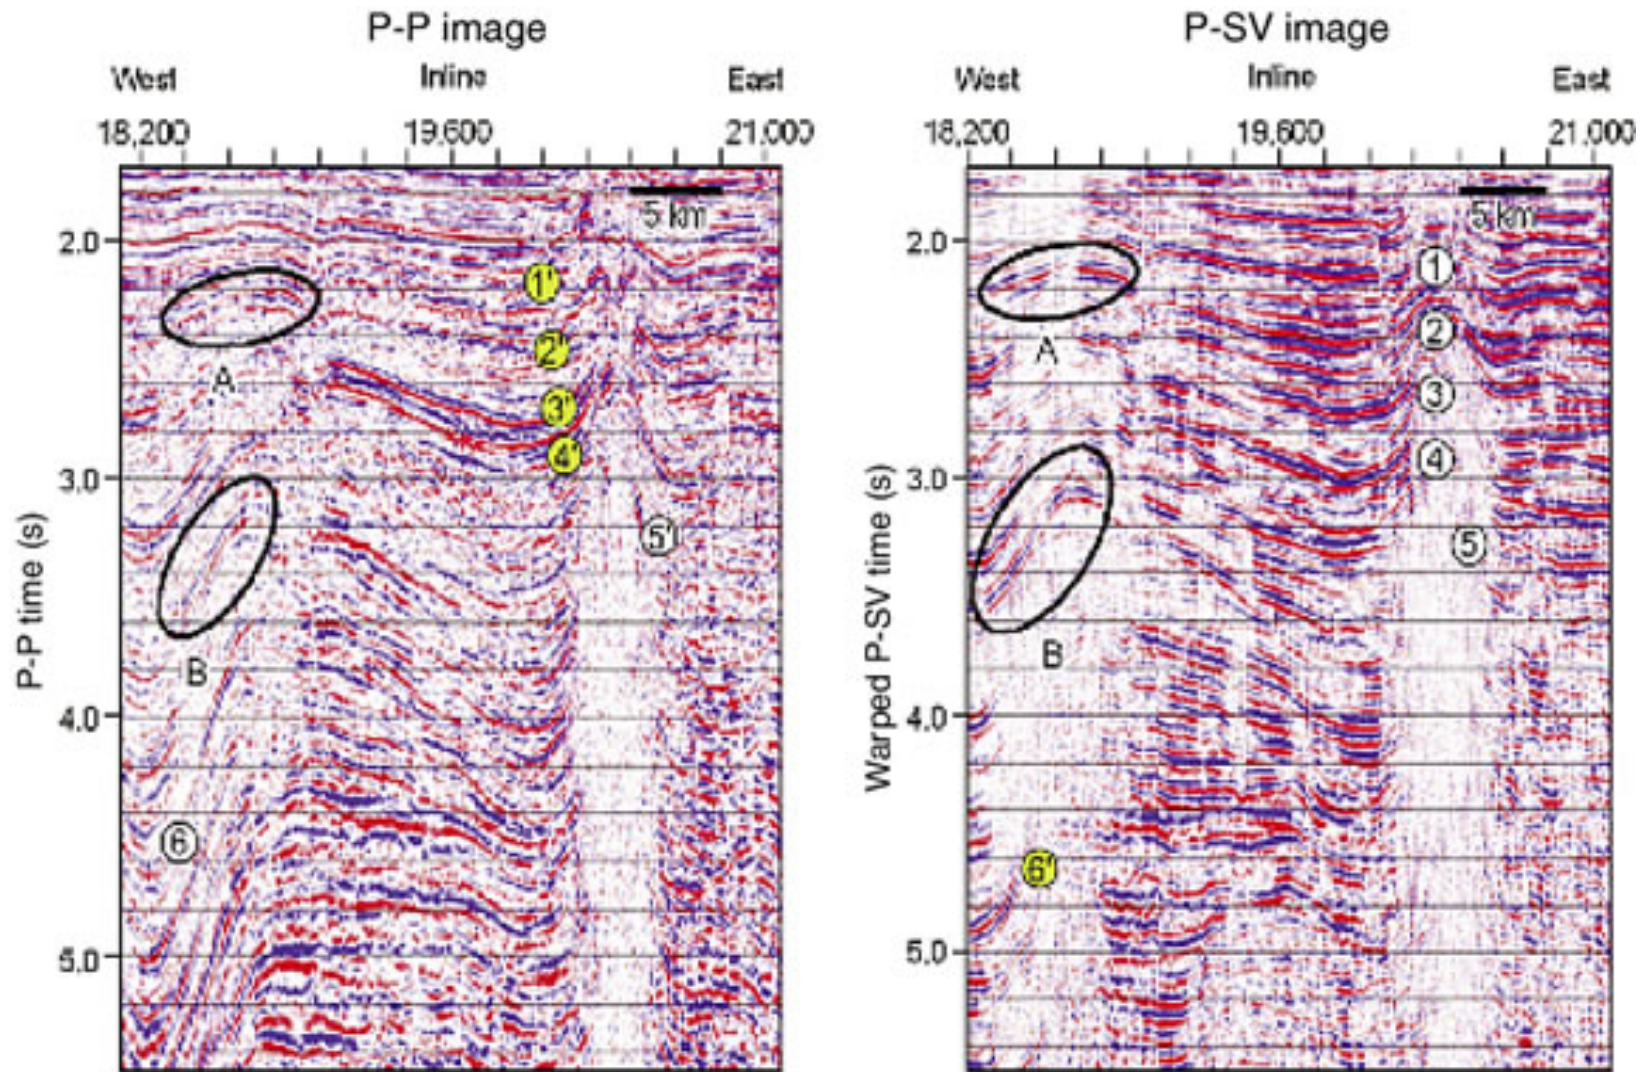 P-P image
West Inline East
18,200 19,600 21,000
5 km
2.0
1'
2'
A
3'
4'
3.0
5'
B
4.0
6
5.0
P-P time (s)
P-SV image
West Inline East
18,200 19,600 21,000
5 km
2.0
1
2
A
3
4
3.0
5
B
4.0
6'
5.0
Warped P-SV time (s)